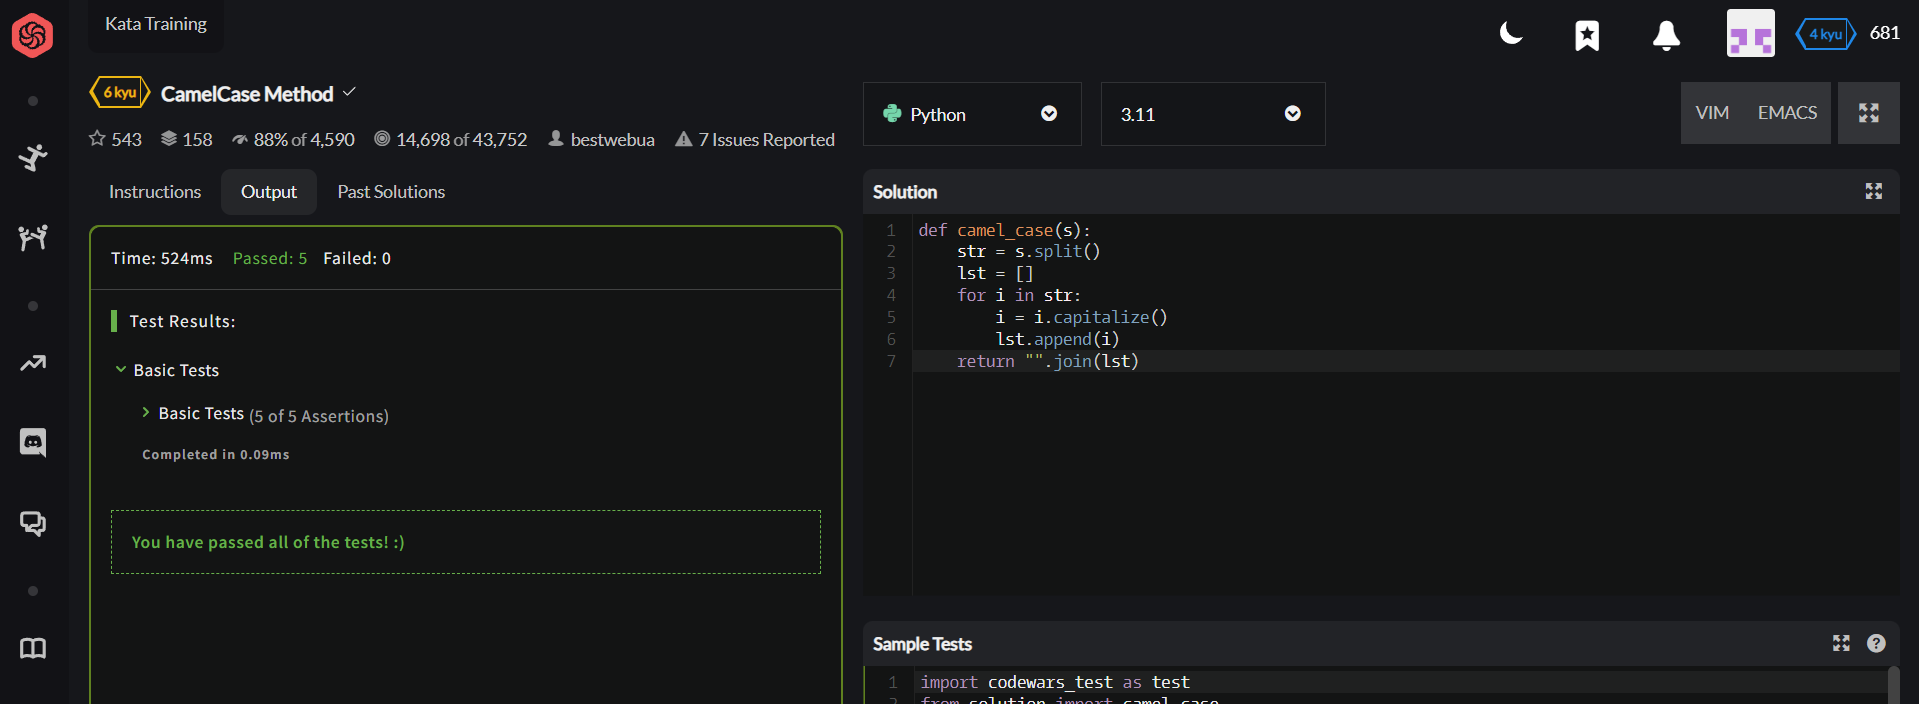 Kata Training
4 kyu 681
6 kyu CamelCase Method
543 158 88% of 4,590 14,698 of 43,752 bestwebua 7 Issues Reported
Instructions Output Past Solutions
Time: 524ms Passed: 5 Failed: 0
Test Results:
Basic Tests
Basic Tests (5 of 5 Assertions)
Completed in 0.09ms
You have passed all of the tests! :)
Python 3.11 VIM EMACS
Solution
1 def camel_case(s):
2     str = s.split()
3     lst = []
4     for i in str:
5         i = i.capitalize()
6         lst.append(i)
7     return "".join(lst)
Sample Tests
1 import codewars_test as test
2 from solution import camel_case